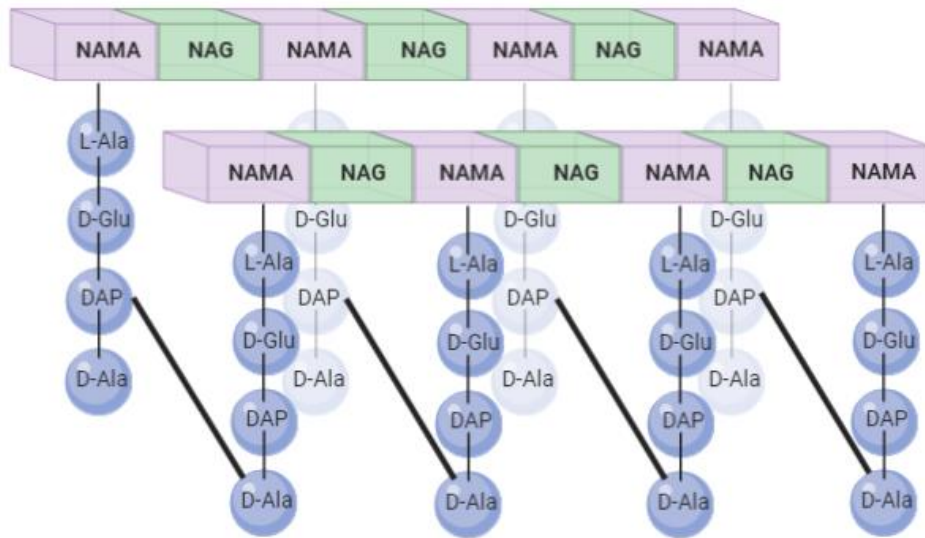 NAMA NAG NAMA NAG NAMA NAG NAMA
L-Ala
NAMA NAG NAMA NAG NAMA NAG NAMA
D-Glu D-Glu D-Glu D-Glu
L-Ala L-Ala L-Ala L-Ala
DAP DAP DAP DAP
D-Glu D-Glu D-Glu D-Glu
D-Ala D-Ala D-Ala D-Ala
DAP DAP DAP DAP
D-Ala D-Ala D-Ala D-Ala